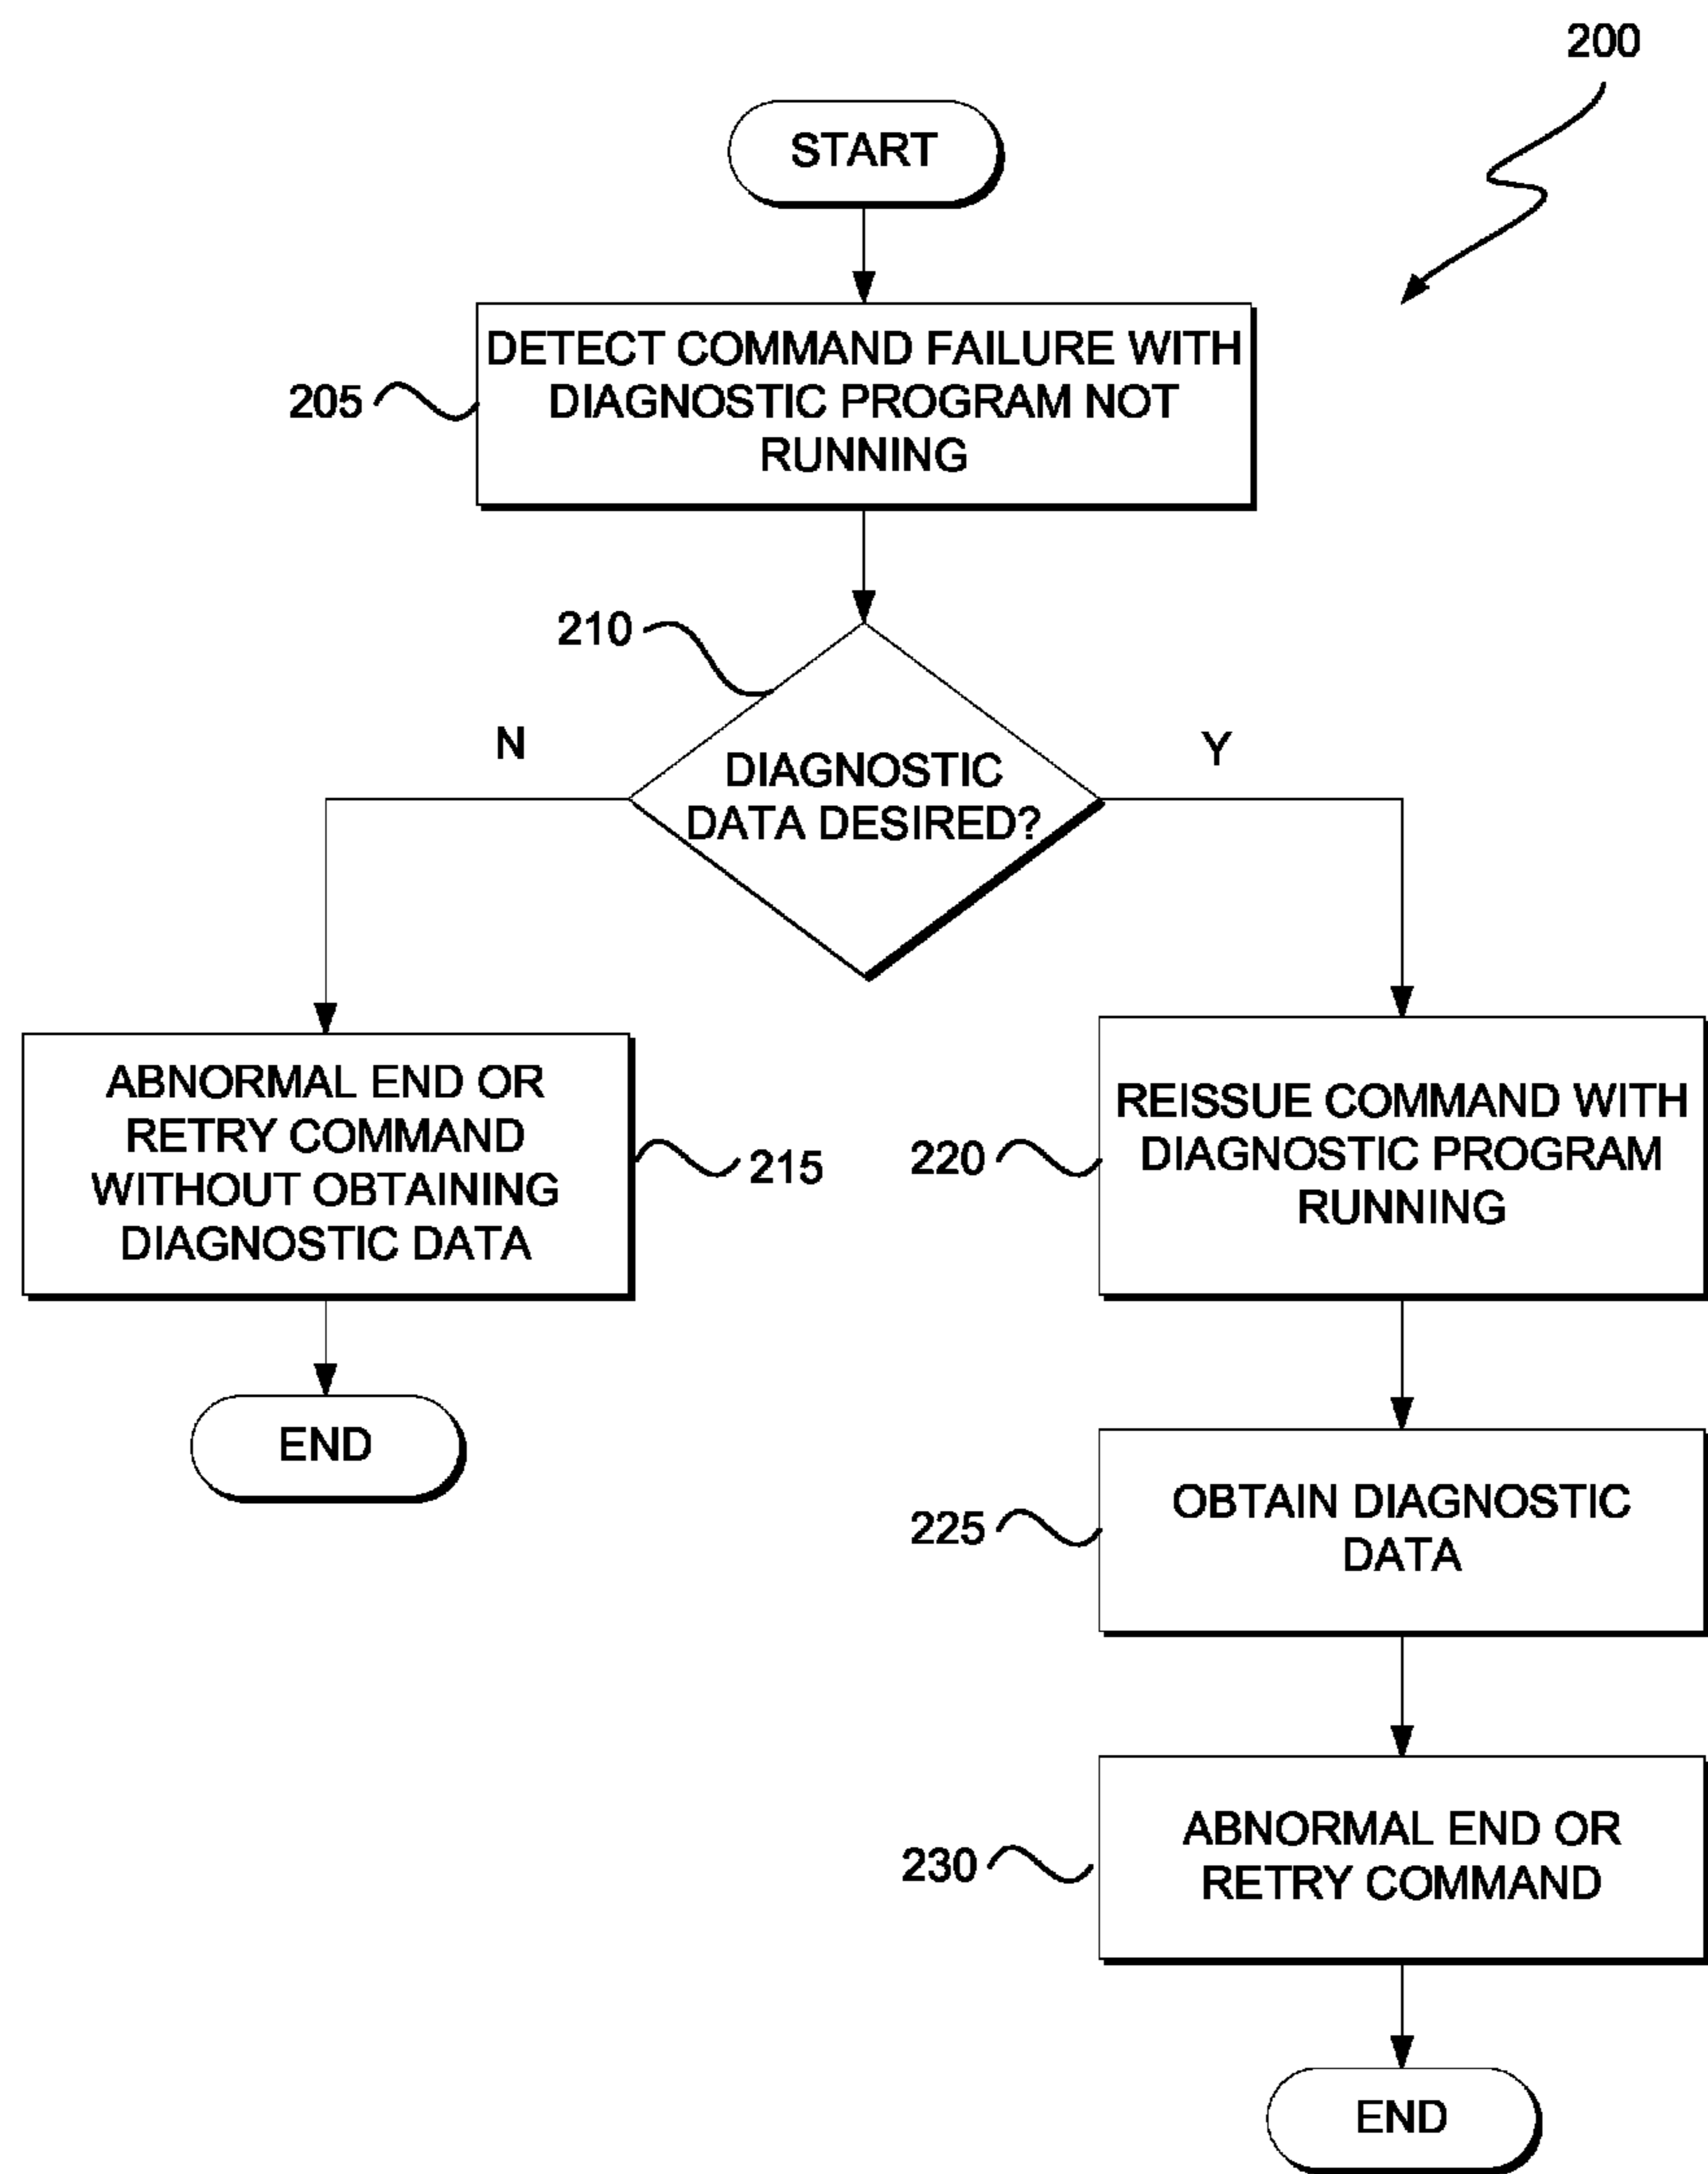 200
START
DETECT COMMAND FAILURE WITH
DIAGNOSTIC PROGRAM NOT
RUNNING
205
210
N
Y
DIAGNOSTIC
DATA DESIRED?
ABNORMAL END OR
RETRY COMMAND
WITHOUT OBTAINING
DIAGNOSTIC DATA
215
220
REISSUE COMMAND WITH
DIAGNOSTIC PROGRAM
RUNNING
END
225
OBTAIN DIAGNOSTIC
DATA
230
ABNORMAL END OR
RETRY COMMAND
END